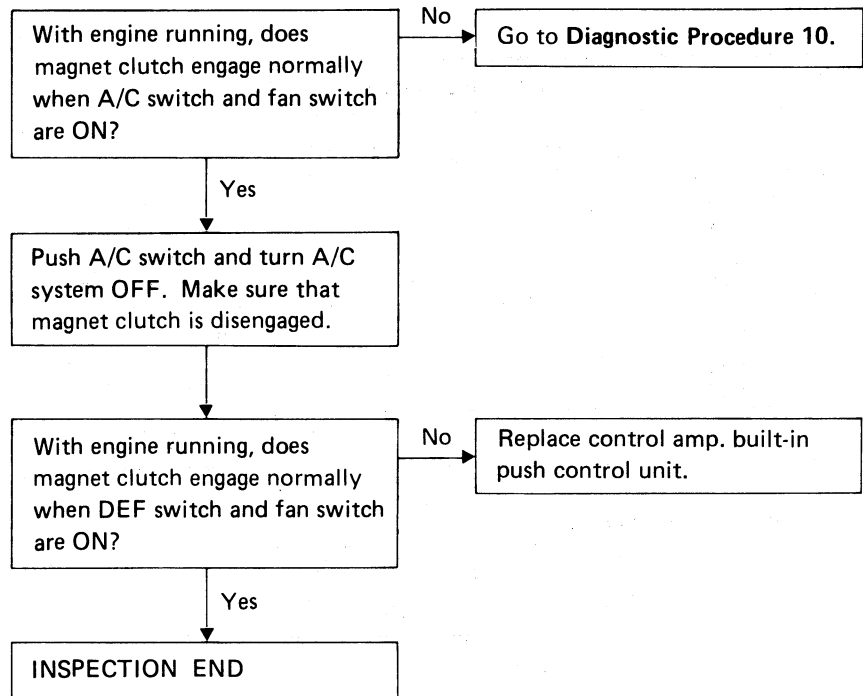 With engine running, does
magnet clutch engage normally
when A/C switch and fan switch
are ON?
No
Go to Diagnostic Procedure 10.
Yes
Push A/C switch and turn A/C
system OFF. Make sure that
magnet clutch is disengaged.
With engine running, does
magnet clutch engage normally
when DEF switch and fan switch
are ON?
No
Replace control amp. built-in
push control unit.
Yes
INSPECTION END